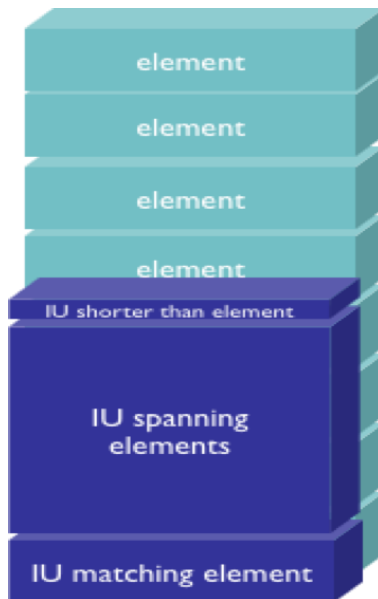 element
element
element
element
IU shorter than element
IU spanning
elements
IU matching element